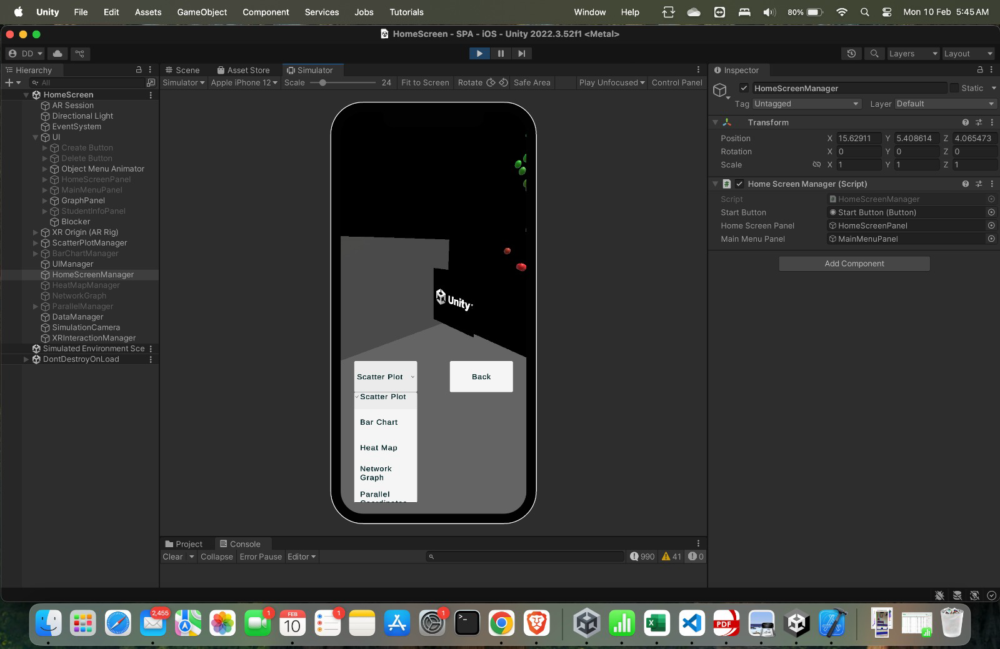 Unity File Edit Assets GameObject Component Services Jobs Tutorials Window Help 80% Mon 10 Feb 5:45 AM
HomeScreen - SPA - iOS - Unity 2022.3.52f1 <Metal>
DD Layers Layout
Hierarchy
All
HomeScreen
AR Session
Directional Light
EventSystem
UI
Create Button
Delete Button
Object Menu Animator
HomeScreenPanel
MainMenuPanel
GraphPanel
StudentInfoPanel
Blocker
XR Origin (AR Rig)
ScatterPlotManager
BarChartManager
UIManager
HomeScreenManager
HeatMapManager
NetworkGraph
ParallelManager
DataManager
SimulationCamera
XRInteractionManager
Simulated Environment Sce
DontDestroyOnLoad
Scene Asset Store Simulator
Simulator Apple iPhone 12 Scale 24 Fit to Screen Rotate Safe Area Play Unfocused Control Panel
Unity
Scatter Plot
Back
Scatter Plot
Bar Chart
Heat Map
Network
Graph
Parallel
Coordinates
Project Console
Clear Collapse Error Pause Editor 990 41 0
Inspector
HomeScreenManager Static
Tag Untagged Layer Default
Transform
Position X 15.62911 Y 5.408614 Z 4.065473
Rotation X 0 Y 0 Z 0
Scale X 1 Y 1 Z 1
# Home Screen Manager (Script)
Script HomeScreenManager
Start Button Start Button (Button)
Home Screen Panel HomeScreenPanel
Main Menu Panel MainMenuPanel
Add Component
2,455 1 FEB 10 1 1 PDF